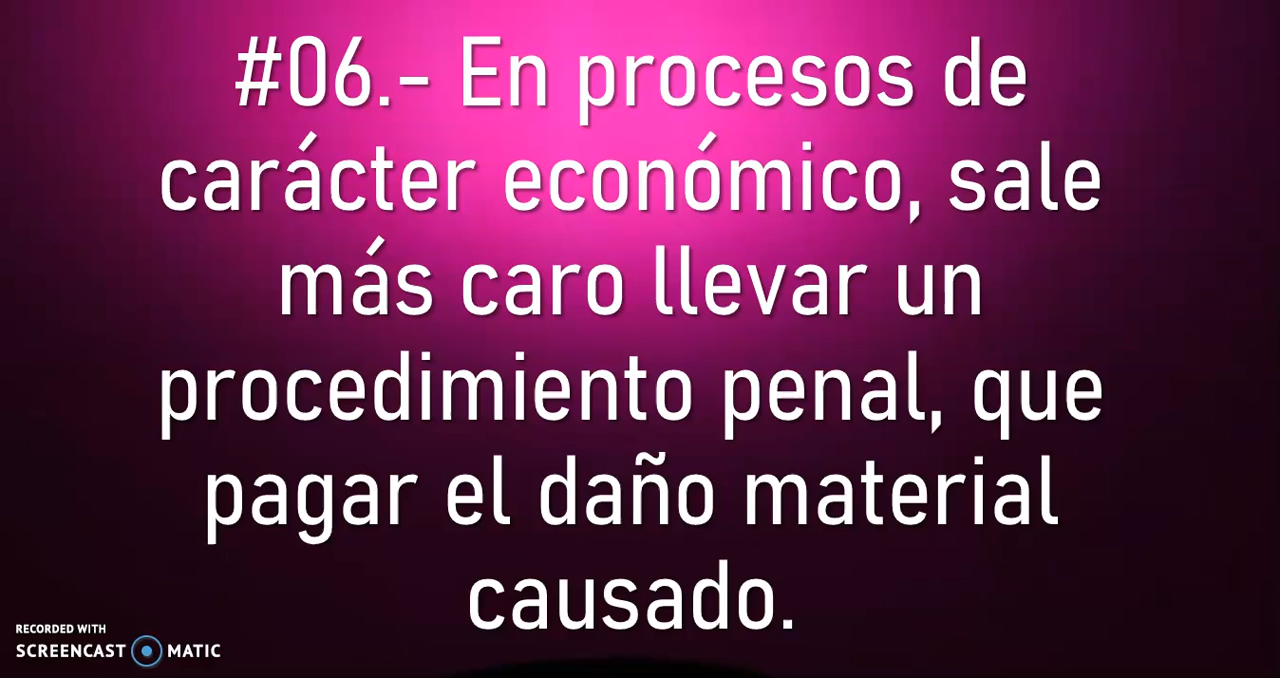 #06.- En procesos de
carácter económico, sale
más caro llevar un
procedimiento penal, que
pagar el daño material
causado.
RECORDED WITH
SCREENCAST MATIC